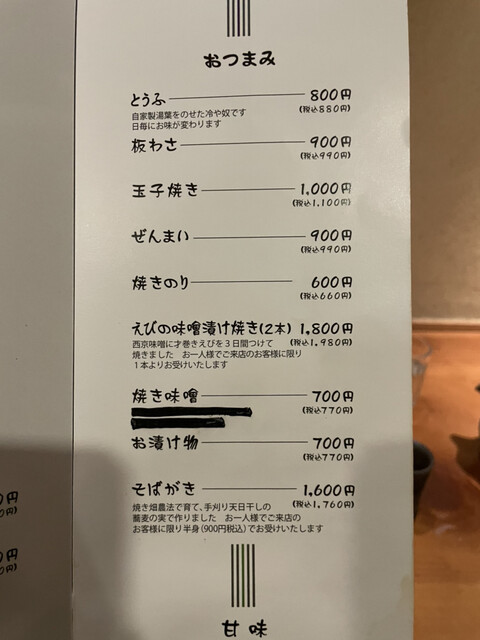 おつまみ
とうふ 800円
(税込880円)
自家製湯葉をのせた冷や奴です
日毎にお味が変わります
板わさ 900円
(税込990円)
玉子焼き 1,000円
(税込1,100円)
ぜんまい 900円
(税込990円)
焼きのり 600円
(税込660円)
えびの味噌漬け焼き(2本) 1,800円
(税込1,980円)
西京味噌に才巻きえびを3日間つけて
焼きました お一人様でご来店のお客様に限り
1本よりお受けいたします
焼き味噌 700円
(税込770円)
お漬け物 700円
(税込770円)
そばがき 1,600円
(税込1,760円)
焼き畑農法で育て、手刈り天日干しの
蕎麦の実で作りました お一人様でご来店の
お客様に限り半身(900円税込)でお受けいたします
甘味
0円
0円)
0円
0円)